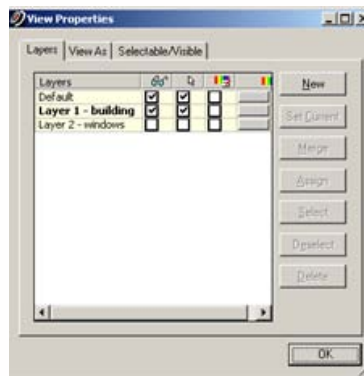 View Properties
Layers View As Selectable/Visible
Layers
Default
Layer 1 - building
Layer 2 - windows
New
Set Current
Merge
Assign
Select
Deselect
Delete
OK